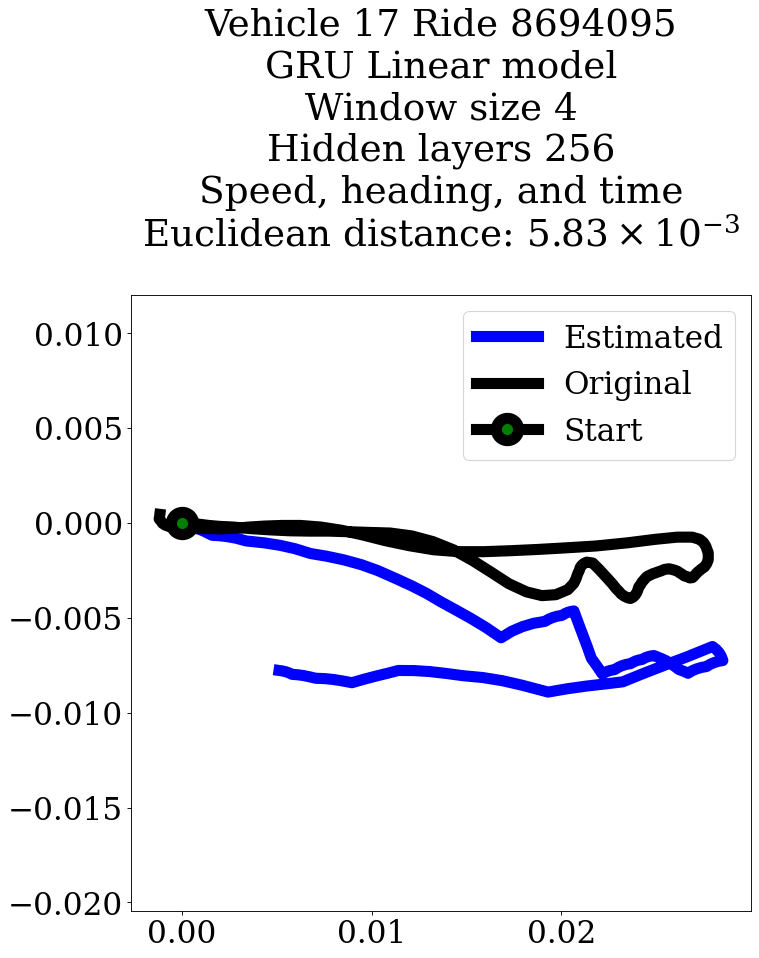 Vehicle 17 Ride 8694095
GRU Linear model
Window size 4
Hidden layers 256
Speed, heading, and time
Euclidean distance: 5.83 × 10⁻³
Estimated
Original
Start
0.010
0.005
0.000
−0.005
−0.010
−0.015
−0.020
0.00 0.01 0.02